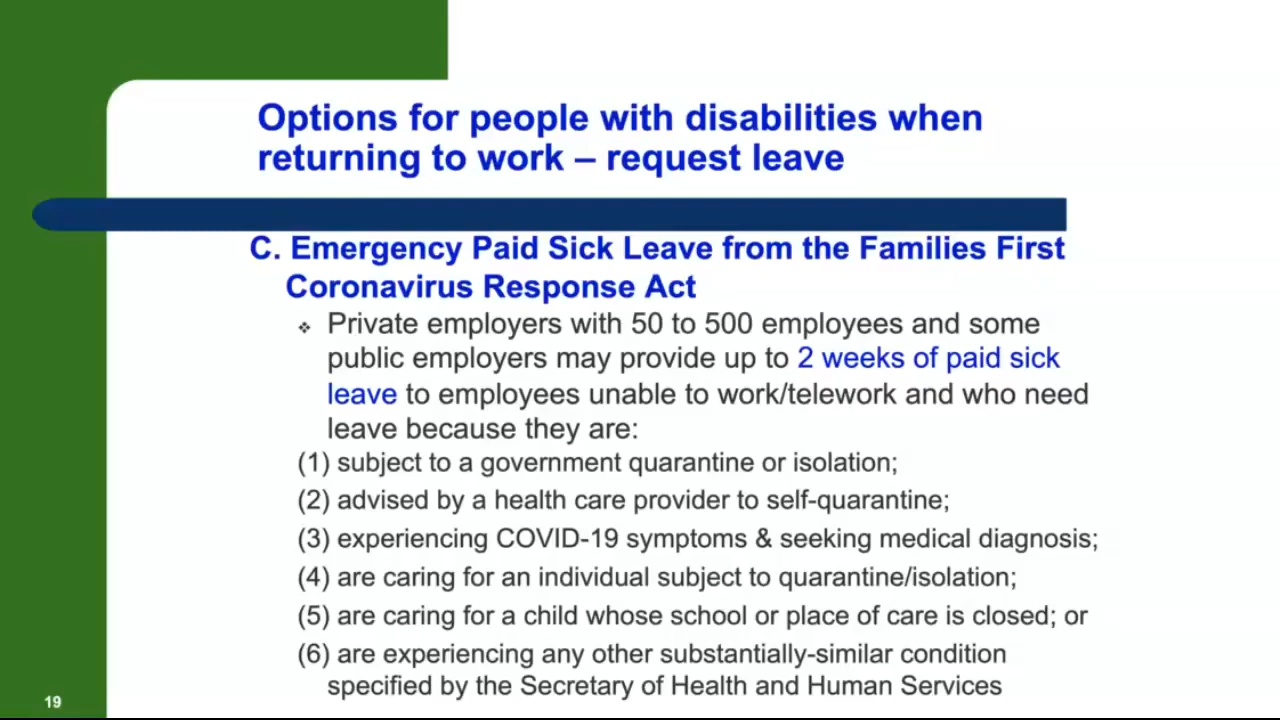 Options for people with disabilities when
returning to work – request leave
C. Emergency Paid Sick Leave from the Families First
Coronavirus Response Act
❖ Private employers with 50 to 500 employees and some
public employers may provide up to 2 weeks of paid sick
leave to employees unable to work/telework and who need
leave because they are:
(1) subject to a government quarantine or isolation;
(2) advised by a health care provider to self-quarantine;
(3) experiencing COVID-19 symptoms & seeking medical diagnosis;
(4) are caring for an individual subject to quarantine/isolation;
(5) are caring for a child whose school or place of care is closed; or
(6) are experiencing any other substantially-similar condition
specified by the Secretary of Health and Human Services
19